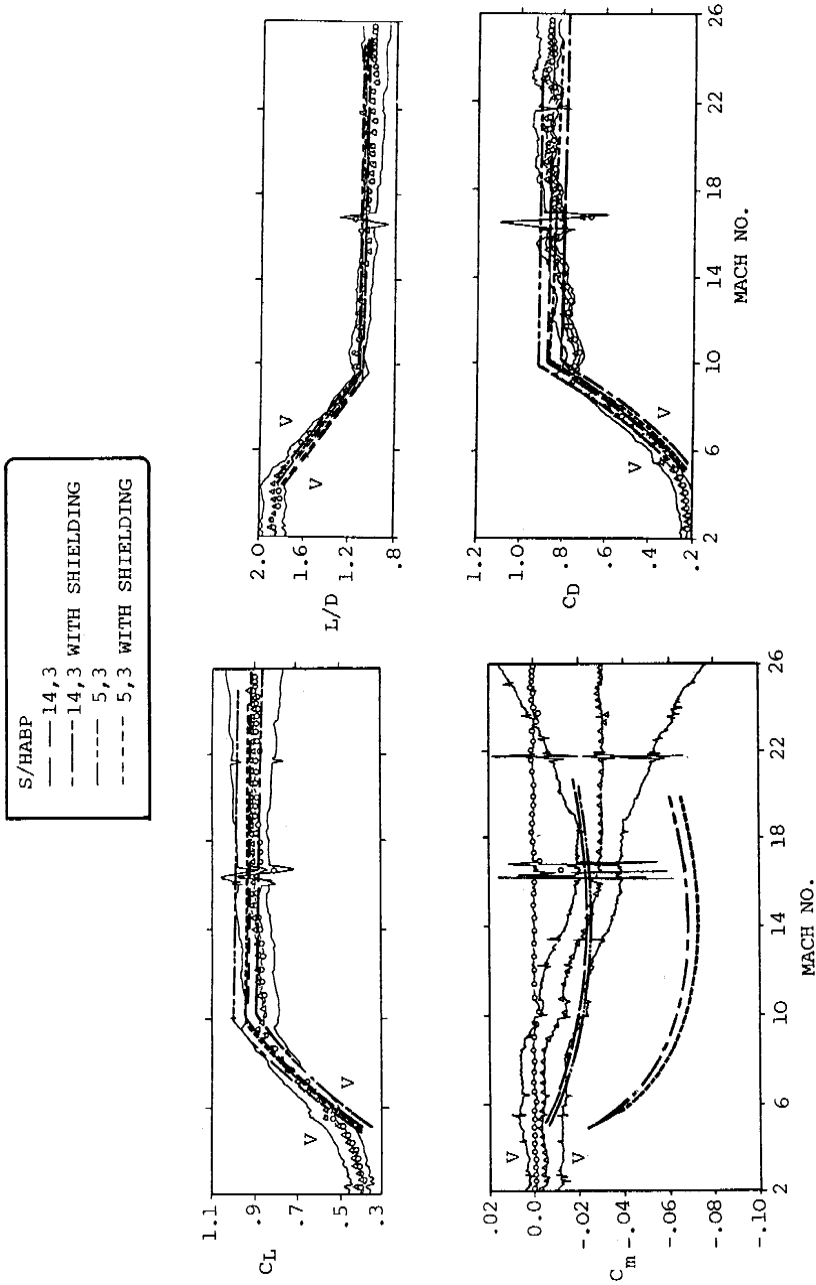 S/HABP
14,3
14,3 WITH SHIELDING
5,3
5,3 WITH SHIELDING
CL
1.1
.9
.7
.5
.3
V
V
L/D
2.0
1.6
1.2
.8
V
V
Cm
.02
0.0
-.02
-.04
-.06
-.08
-.10
V
V
2
6
10
14
18
22
26
MACH NO.
CD
1.2
1.0
.8
.6
.4
.2
V
V
2
6
10
14
18
22
26
MACH NO.